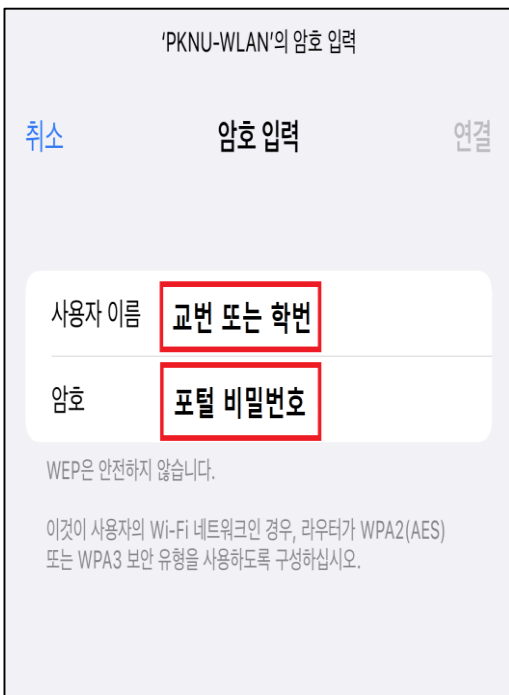 'PKNU-WLAN'의 암호 입력
취소 암호 입력 연결
사용자 이름 교번 또는 학번
암호 포털 비밀번호
WEP은 안전하지 않습니다.
이것이 사용자의 Wi-Fi 네트워크인 경우, 라우터가 WPA2(AES)
또는 WPA3 보안 유형을 사용하도록 구성하십시오.